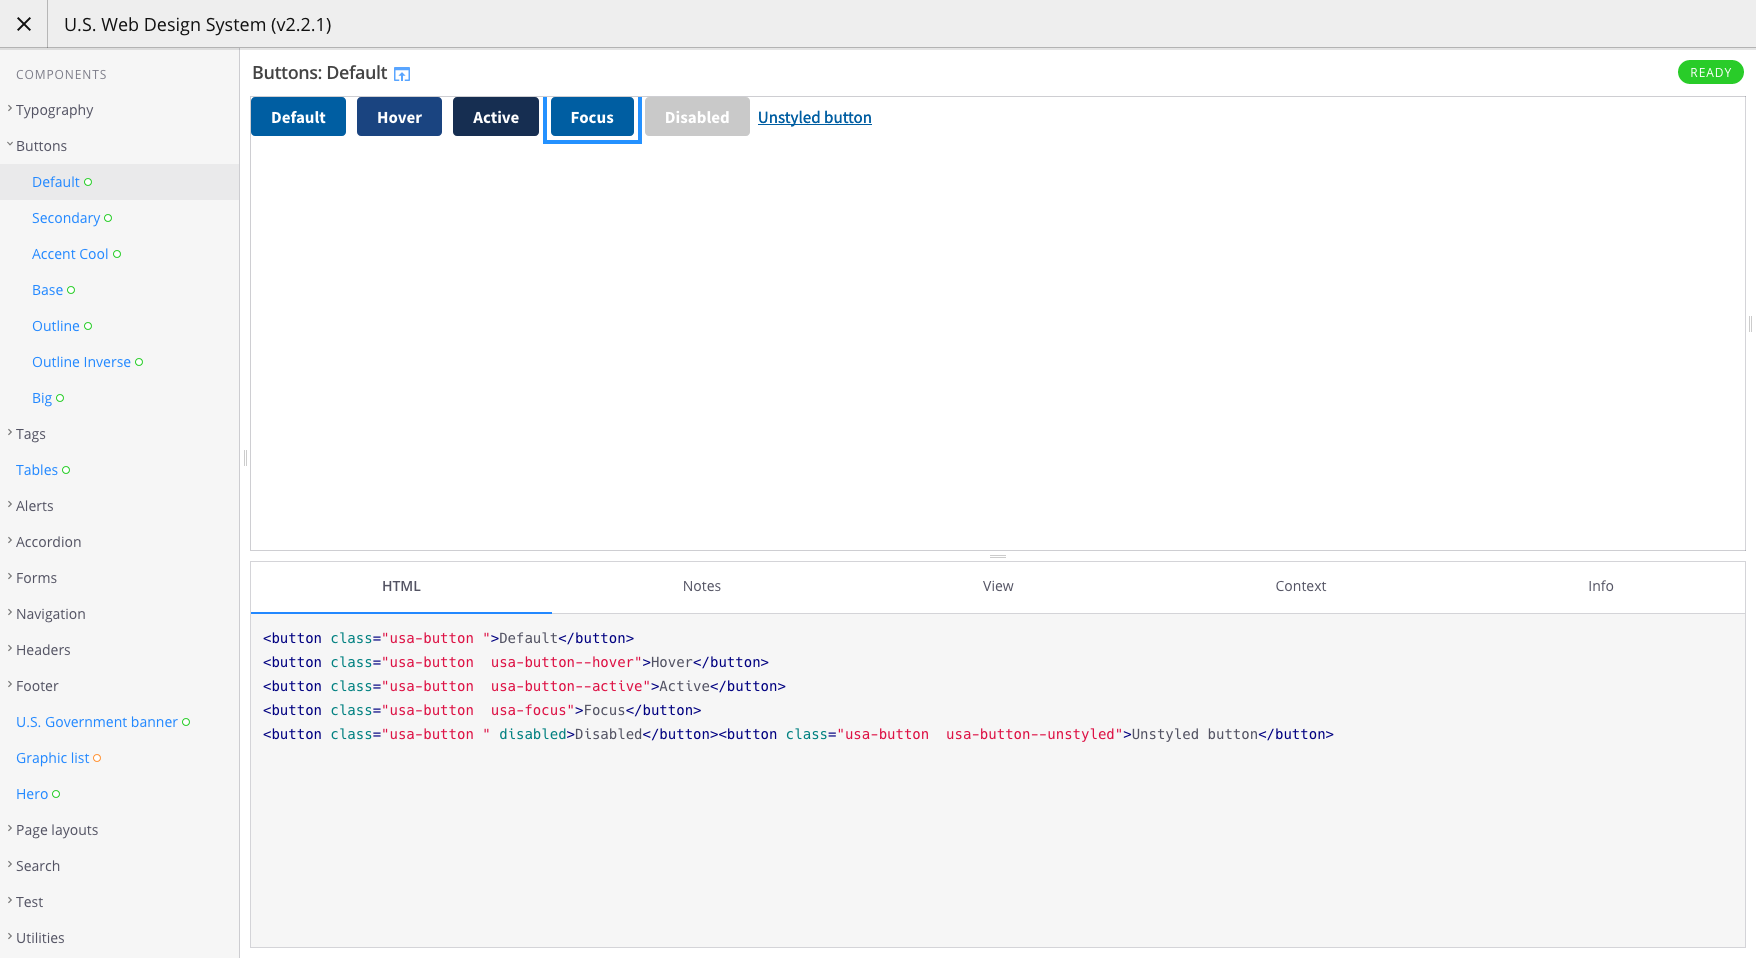 U.S. Web Design System (v2.2.1)
COMPONENTS
Typography
Buttons
Default
Secondary
Accent Cool
Base
Outline
Outline Inverse
Big
Tags
Tables
Alerts
Accordion
Forms
Navigation
Headers
Footer
U.S. Government banner
Graphic list
Hero
Page layouts
Search
Test
Utilities
Buttons: Default
READY
Default Hover Active Focus Disabled Unstyled button
HTML Notes View Context Info
<button class="usa-button ">Default</button>
<button class="usa-button  usa-button--hover">Hover</button>
<button class="usa-button  usa-button--active">Active</button>
<button class="usa-button  usa-focus">Focus</button>
<button class="usa-button " disabled>Disabled</button><button class="usa-button  usa-button--unstyled">Unstyled button</button>